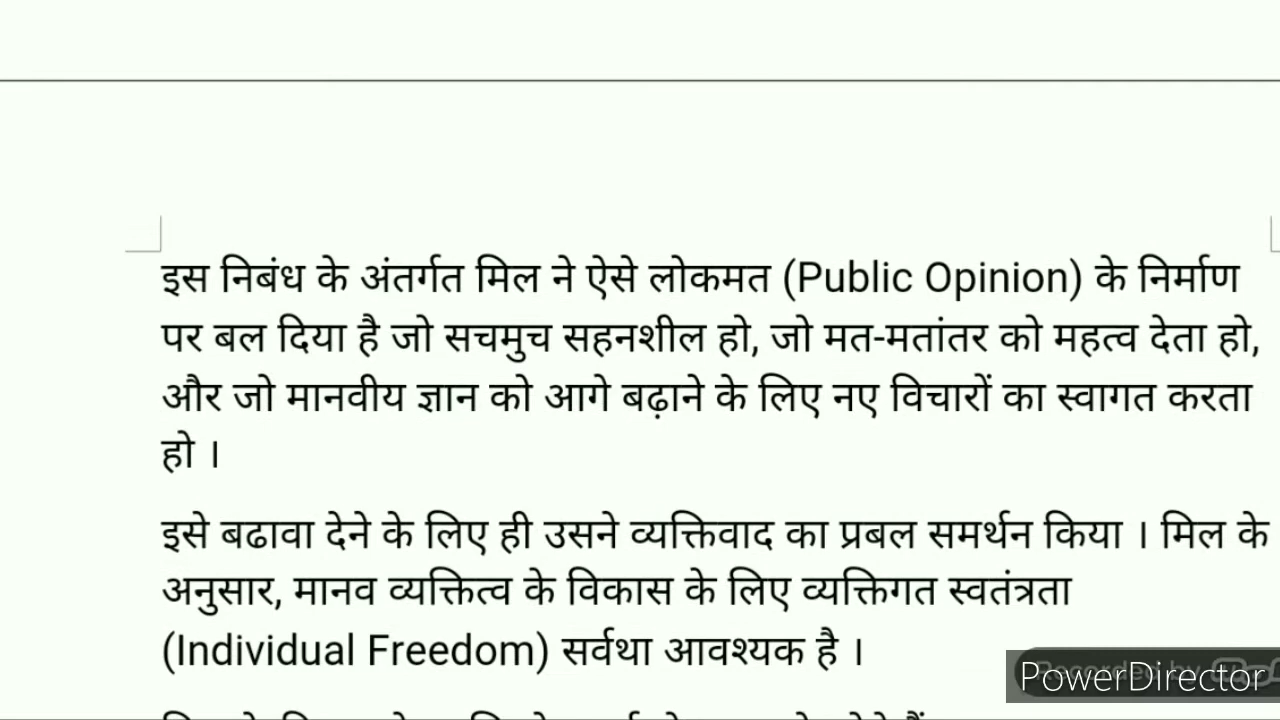 इस निबंध के अंतर्गत मिल ने ऐसे लोकमत (Public Opinion) के निर्माण
पर बल दिया है जो सचमुच सहनशील हो, जो मत-मतांतर को महत्व देता हो,
और जो मानवीय ज्ञान को आगे बढ़ाने के लिए नए विचारों का स्वागत करता
हो ।
इसे बढावा देने के लिए ही उसने व्यक्तिवाद का प्रबल समर्थन किया । मिल के
अनुसार, मानव व्यक्तित्व के विकास के लिए व्यक्तिगत स्वतंत्रता
(Individual Freedom) सर्वथा आवश्यक है ।
Recorded by
PowerDirector